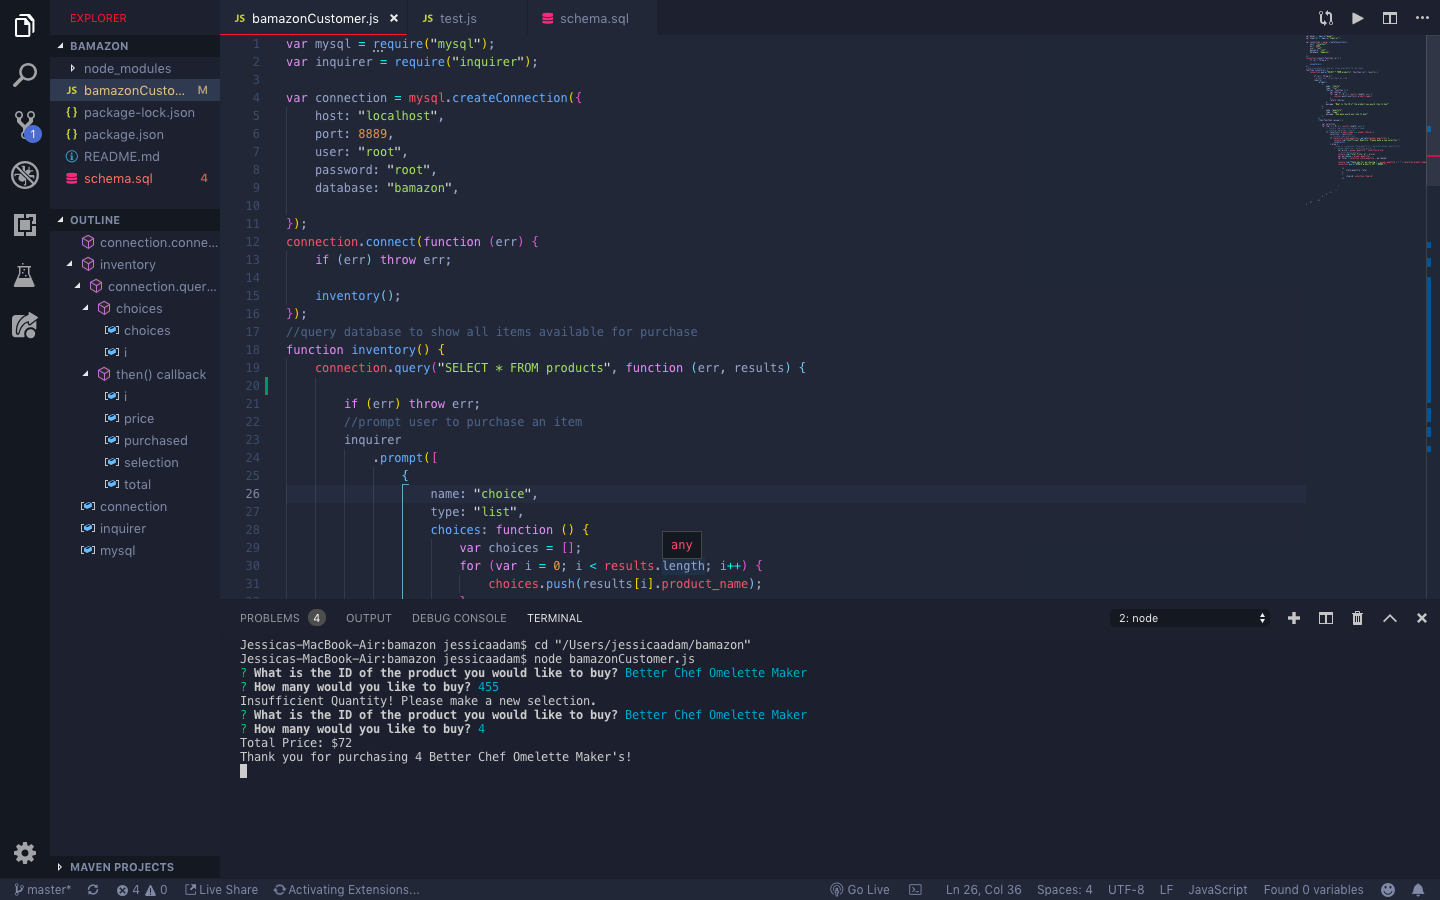 EXPLORER
BAMAZON
node_modules
JS bamazonCusto... M
{ } package-lock.json
{ } package.json
README.md
schema.sql 4
OUTLINE
connection.conne...
inventory
connection.quer...
choices
choices
i
then() callback
i
price
purchased
selection
total
connection
inquirer
mysql
MAVEN PROJECTS
1
JS bamazonCustomer.js ×
JS test.js
schema.sql
1 var mysql = require("mysql");
2 var inquirer = require("inquirer");
3
4 var connection = mysql.createConnection({
5 host: "localhost",
6 port: 8889,
7 user: "root",
8 password: "root",
9 database: "bamazon",
10
11 });
12 connection.connect(function (err) {
13 if (err) throw err;
14
15 inventory();
16 });
17 //query database to show all items available for purchase
18 function inventory() {
19 connection.query("SELECT * FROM products", function (err, results) {
20
21 if (err) throw err;
22 //prompt user to purchase an item
23 inquirer
24 .prompt([
25 {
26 name: "choice",
27 type: "list",
28 choices: function () {
29 var choices = [];
any
30 for (var i = 0; i < results.length; i++) {
31 choices.push(results[i].product_name);
PROBLEMS 4 OUTPUT DEBUG CONSOLE TERMINAL
2: node
Jessicas-MacBook-Air:bamazon jessicaadam$ cd "/Users/jessicaadam/bamazon"
Jessicas-MacBook-Air:bamazon jessicaadam$ node bamazonCustomer.js
? What is the ID of the product you would like to buy? Better Chef Omelette Maker
? How many would you like to buy? 455
Insufficient Quantity! Please make a new selection.
? What is the ID of the product you would like to buy? Better Chef Omelette Maker
? How many would you like to buy? 4
Total Price: $72
Thank you for purchasing 4 Better Chef Omelette Maker's!
master* 4 0 Live Share Activating Extensions... Go Live Ln 26, Col 36 Spaces: 4 UTF-8 LF JavaScript Found 0 variables